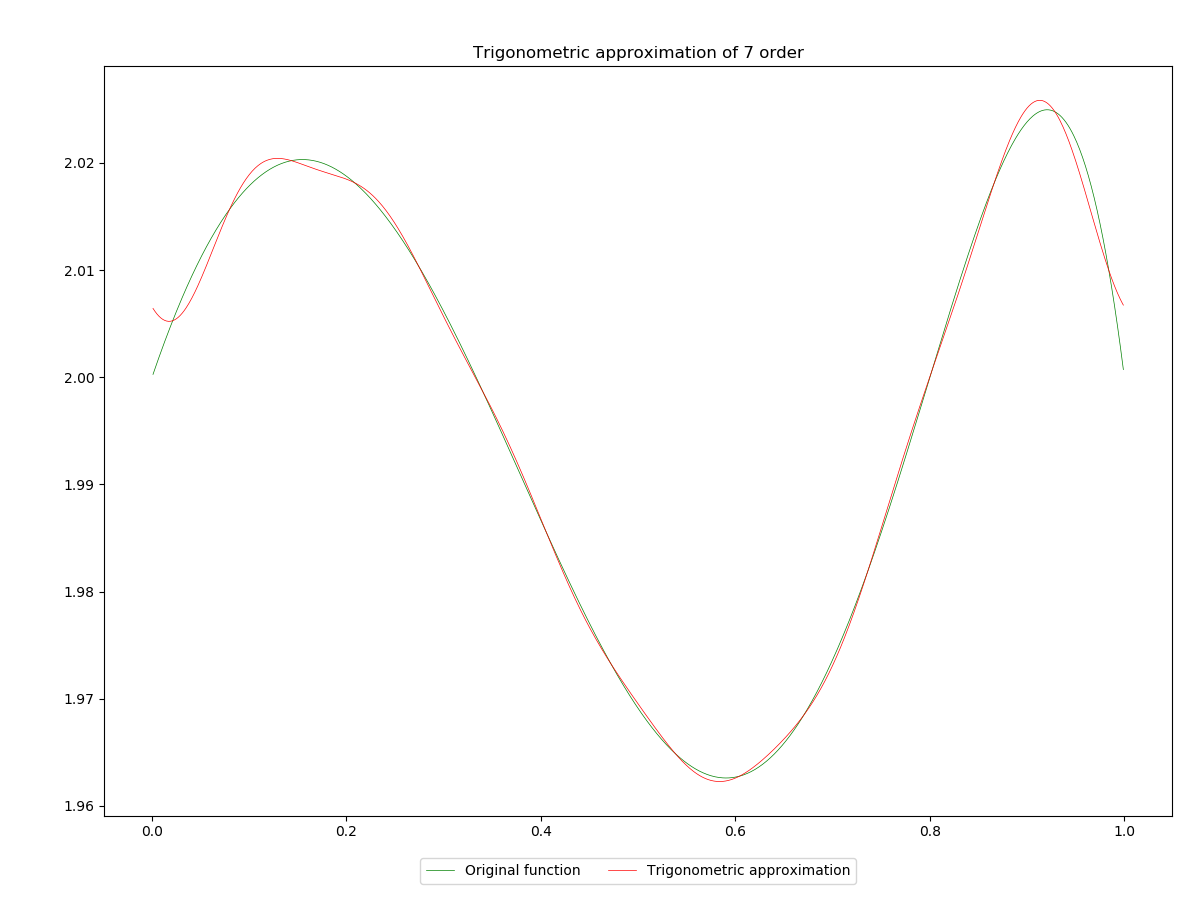 Trigonometric approximation of 7 order
2.02
2.01
2.00
1.99
1.98
1.97
1.96
0.0 0.2 0.4 0.6 0.8 1.0
Original function Trigonometric approximation